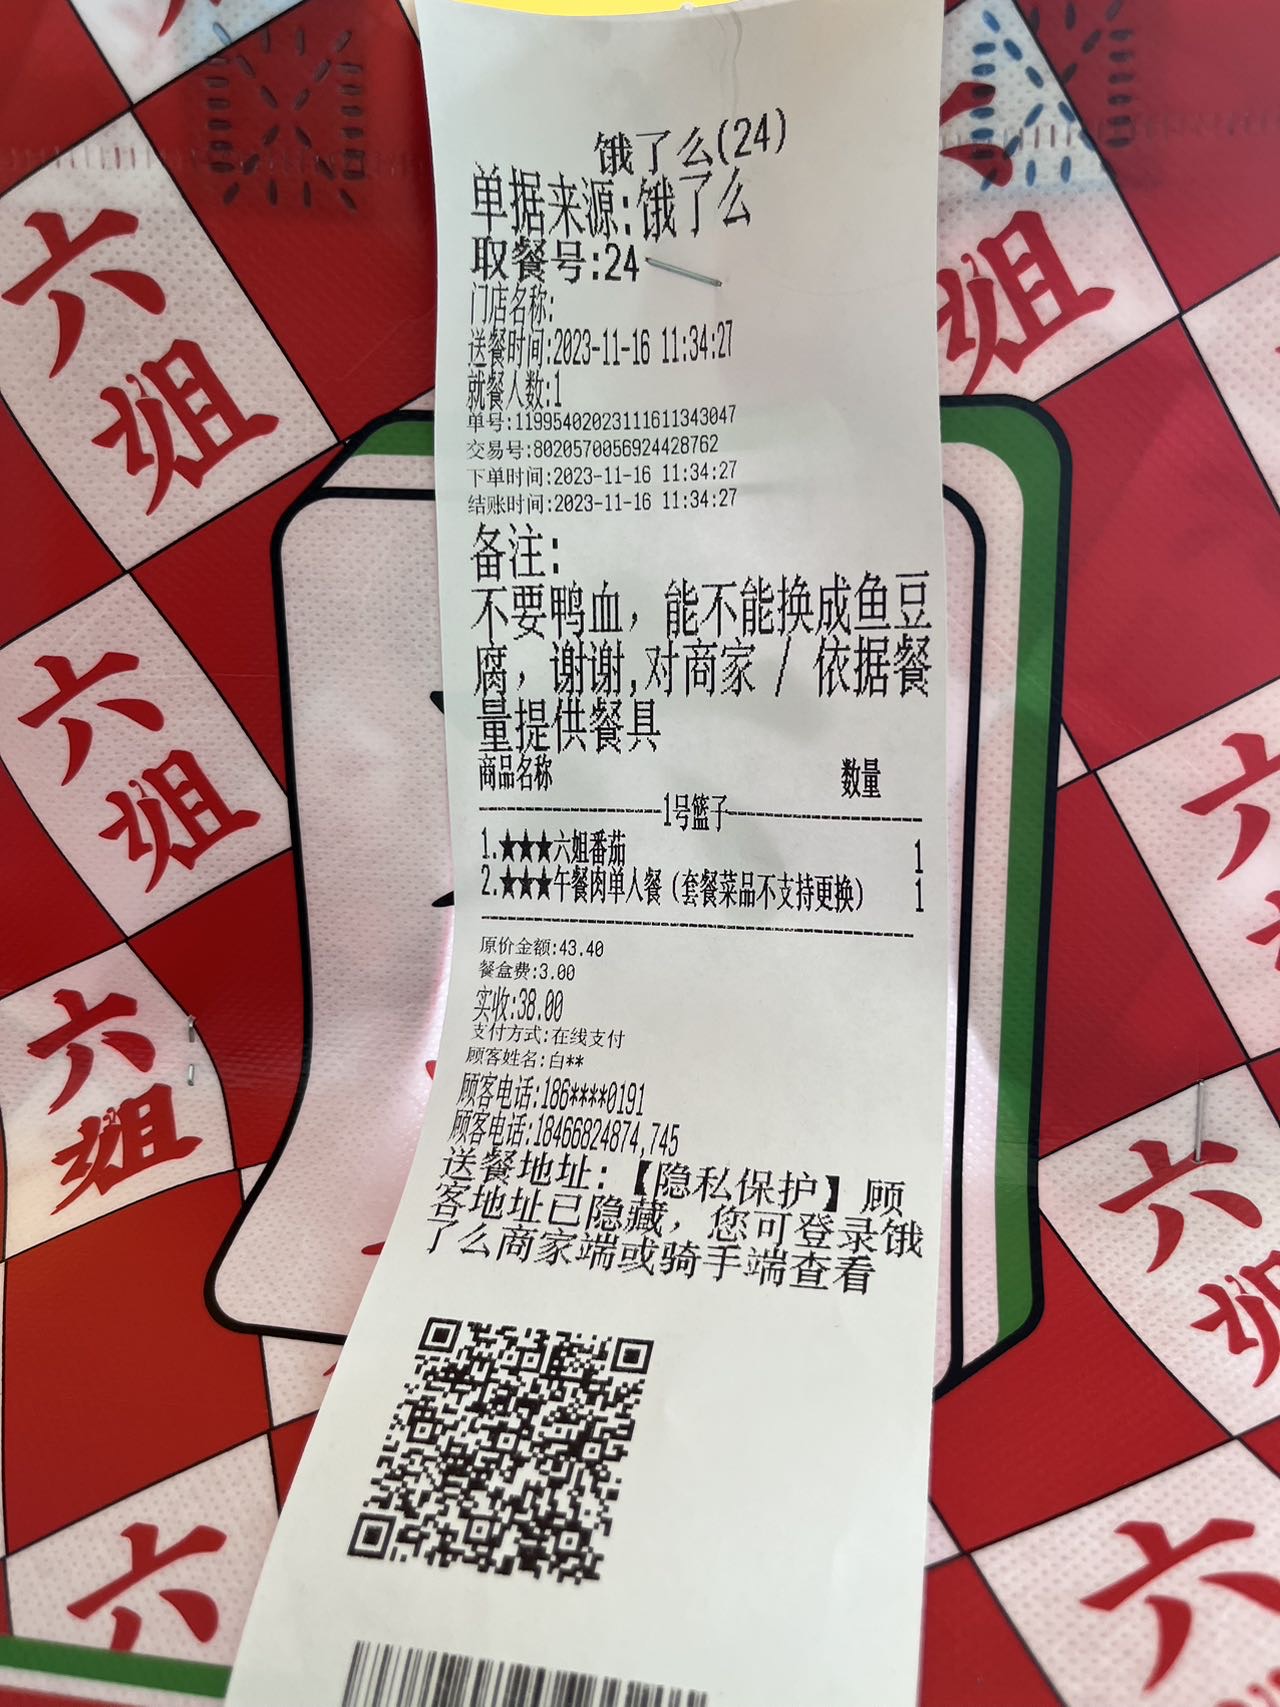 饿了么(24)
单据来源:饿了么
取餐号:24
门店名称:
送餐时间:2023-11-16 11:34:27
就餐人数:1
单号:11995402023111611343047
交易号:8020570056924428762
下单时间:2023-11-16 11:34:27
结账时间:2023-11-16 11:34:27
备注:
不要鸭血，能不能换成鱼豆
腐，谢谢,对商家 / 依据餐
量提供餐具
商品名称 数量
1号篮子
1.★★★六姐番茄 1
2.★★★午餐肉单人餐（套餐菜品不支持更换） 1
原价金额:43.40
餐盒费:3.00
实收:38.00
支付方式:在线支付
顾客姓名:白**
顾客电话:186****0191
顾客电话:18466824874,745
送餐地址:【隐私保护】顾
客地址已隐藏，您可登录饿
了么商家端或骑手端查看
六姐
六姐
六姐
六
姐
六
六姐
六